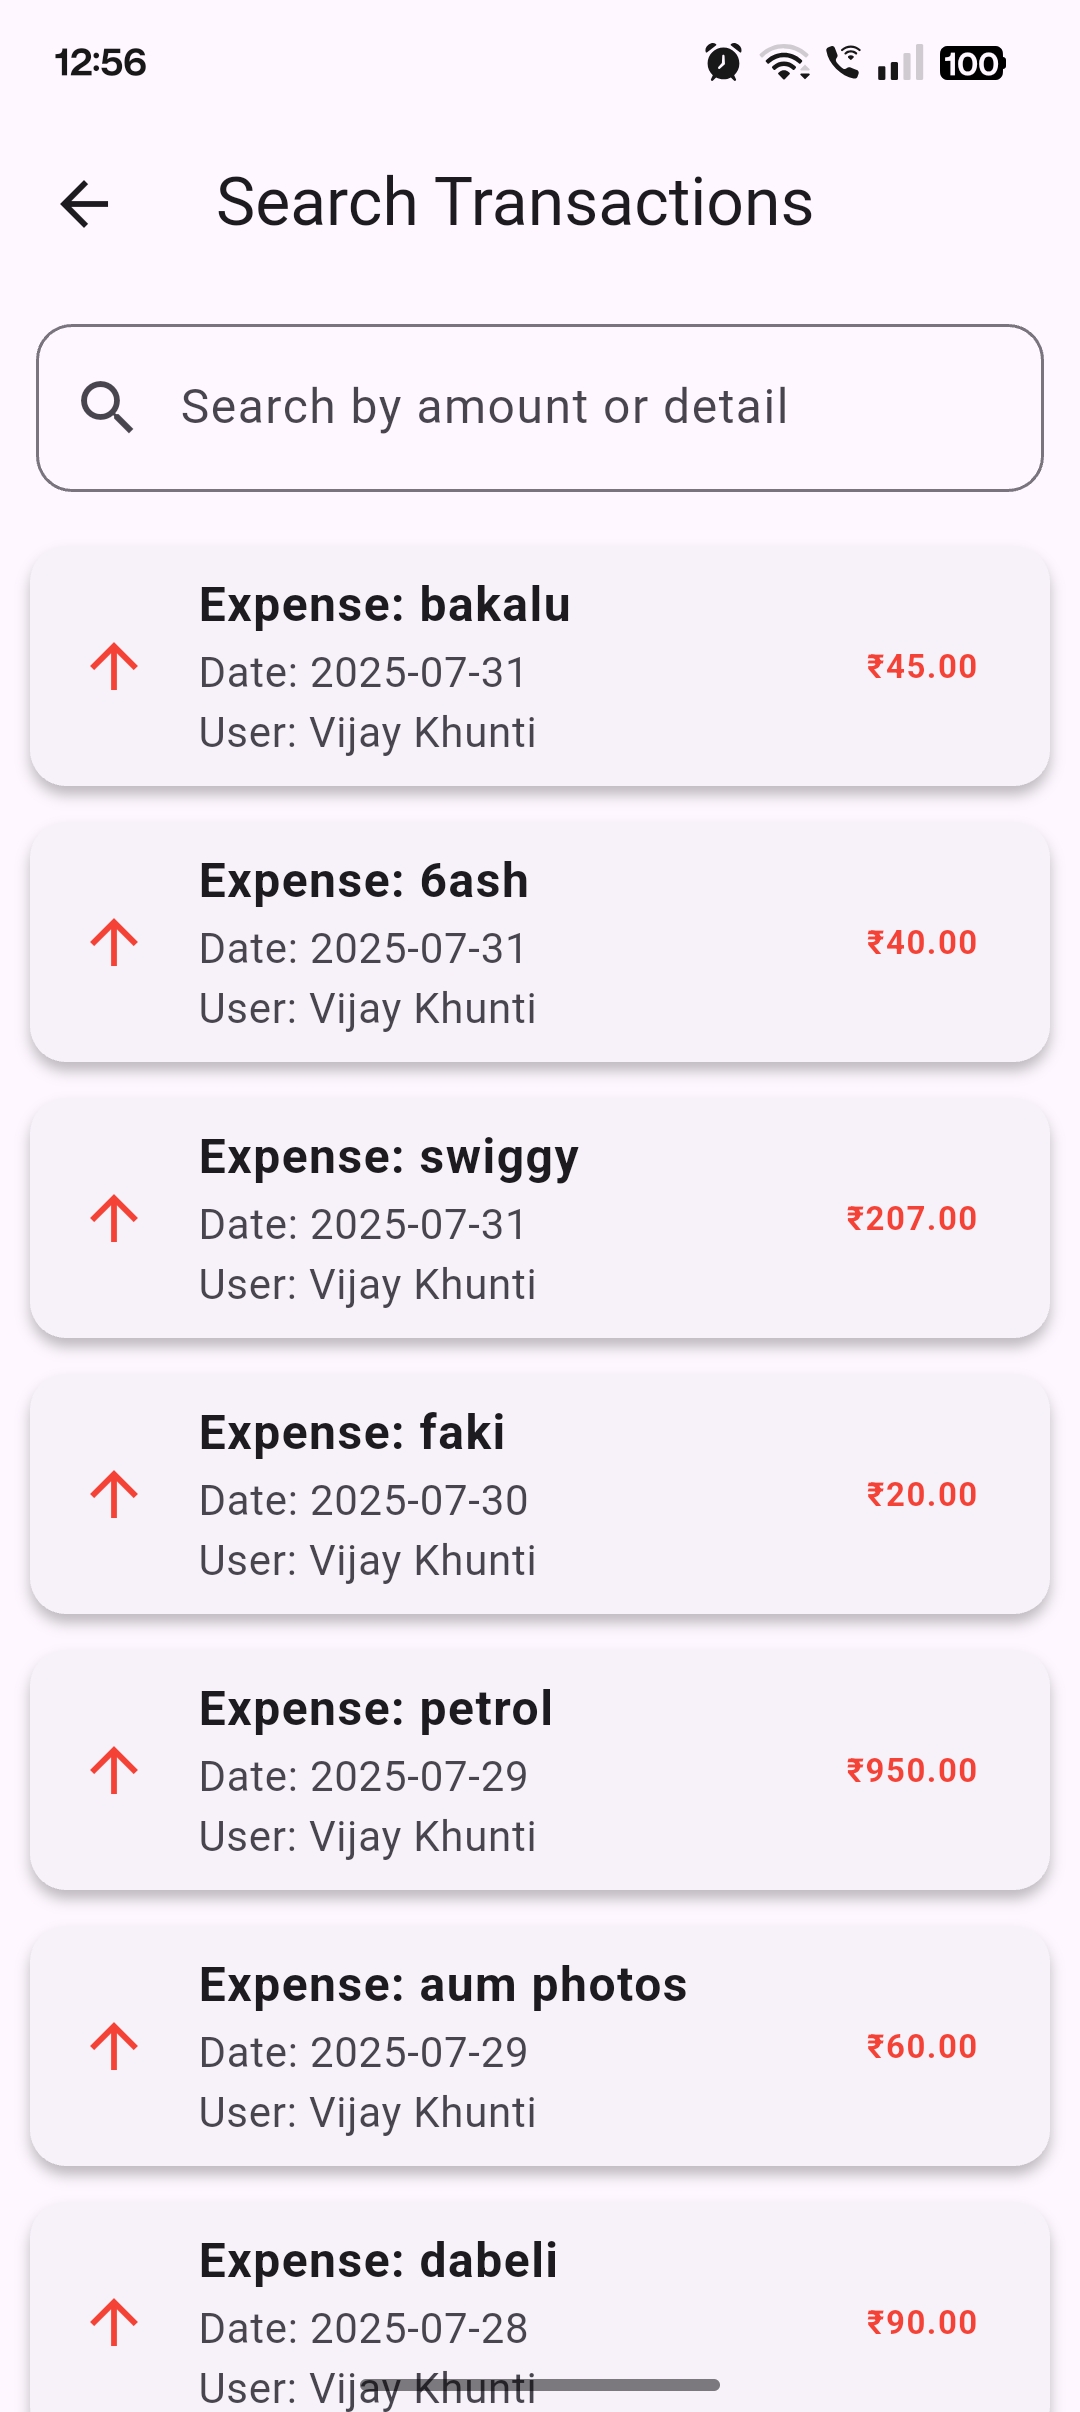 12:56
100
Search Transactions
Search by amount or detail
Expense: bakalu
Date: 2025-07-31
₹45.00
User: Vijay Khunti
Expense: 6ash
Date: 2025-07-31
₹40.00
User: Vijay Khunti
Expense: swiggy
Date: 2025-07-31
₹207.00
User: Vijay Khunti
Expense: faki
Date: 2025-07-30
₹20.00
User: Vijay Khunti
Expense: petrol
Date: 2025-07-29
₹950.00
User: Vijay Khunti
Expense: aum photos
Date: 2025-07-29
₹60.00
User: Vijay Khunti
Expense: dabeli
Date: 2025-07-28
₹90.00
User: Vijay Khunti